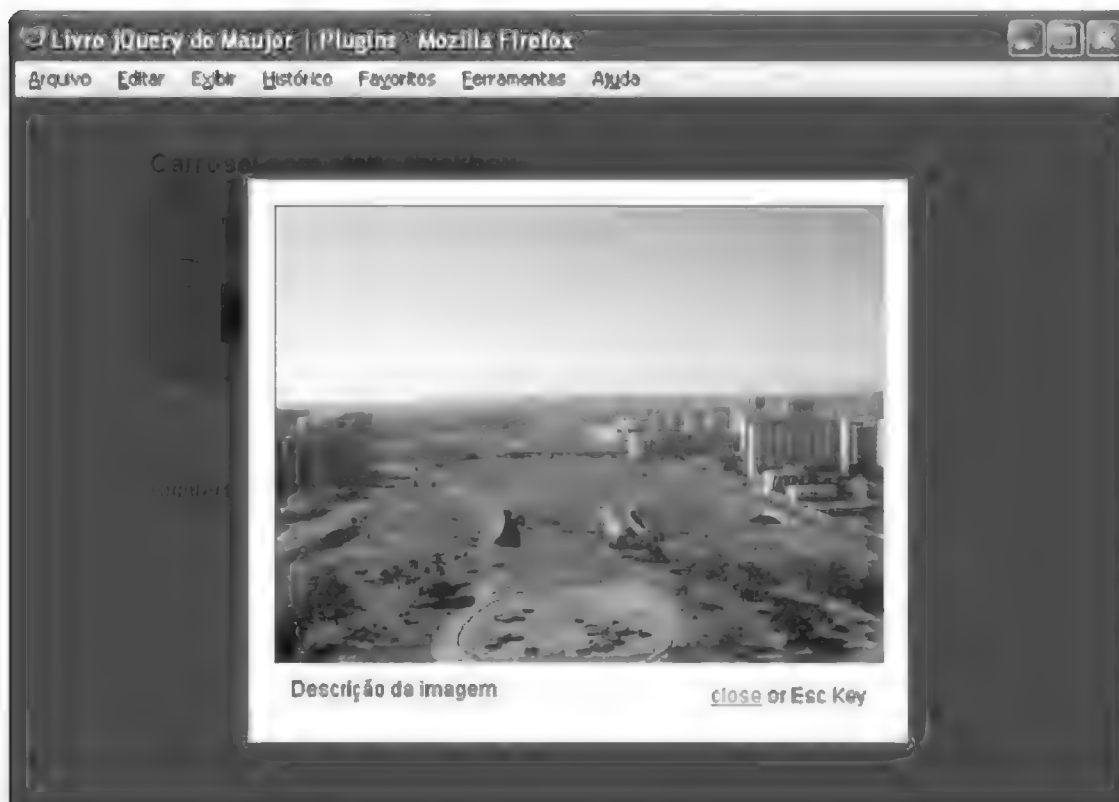 Livro jQuery do Maujor | Plugins - Mozilla Firefox
Arquivo Editar Exibir Histórico Favoritos Ferramentas Ajuda
Descrição da imagem
close or Esc Key